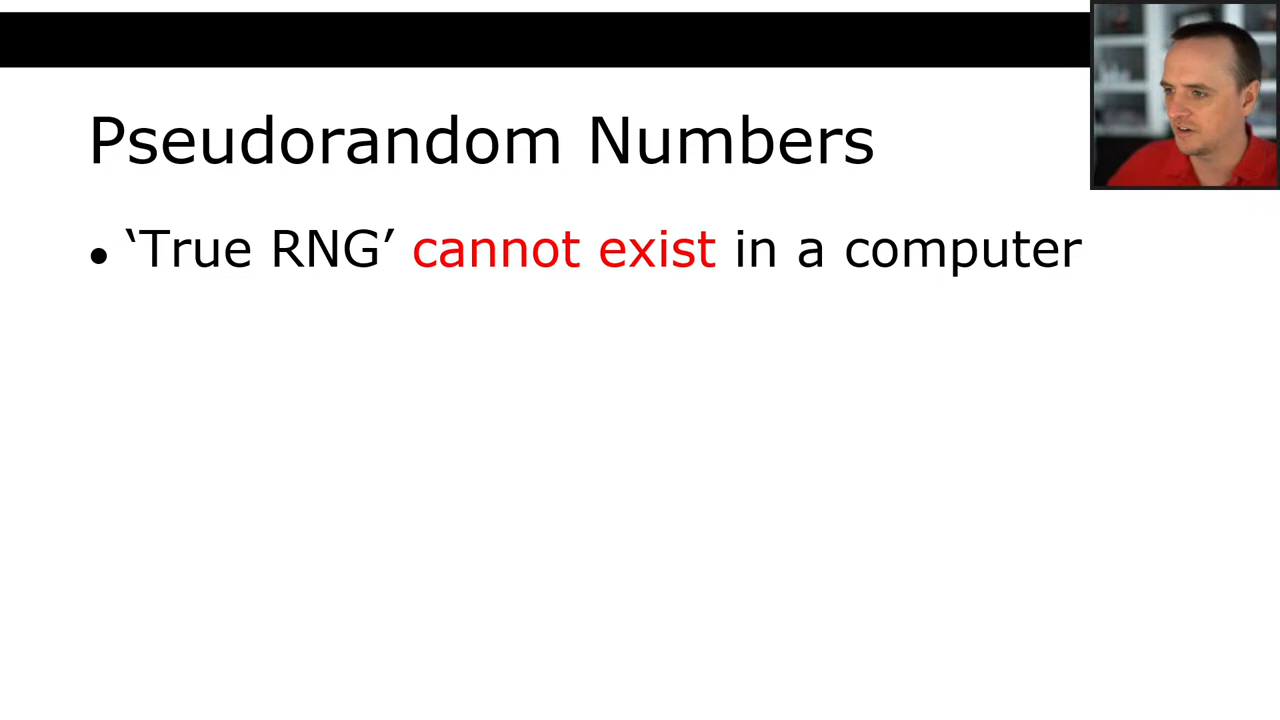 Pseudorandom Numbers
• ‘True RNG’ cannot exist in a computer